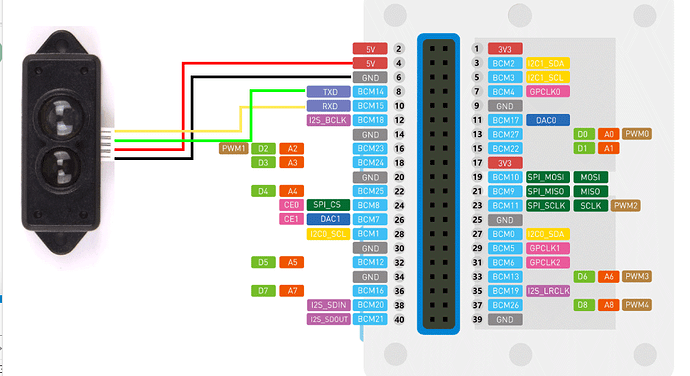 5V 2 1 3V3
5V 4 3 BCM2 I2C1_SDA
GND 6 5 BCM3 I2C1_SCL
TXD BCM14 8 7 BCM4 GPCLK0
RXD BCM15 10 9 GND
I2S_BCLK BCM18 12 11 BCM17 DAC0
GND 14 13 BCM27 D0 A0 PWM0
PWM1 D2 A2 BCM23 16 15 BCM22 D1 A1
D3 A3 BCM24 18 17 3V3
GND 20 19 BCM10 SPI_MOSI MOSI
D4 A4 BCM25 22 21 BCM9 SPI_MISO MISO
CE0 SPI_CS BCM8 24 23 BCM11 SPI_SCLK SCLK PWM2
CE1 DAC1 BCM7 26 25 GND
I2C0_SCL BCM1 28 27 BCM0 I2C0_SDA
GND 30 29 BCM5 GPCLK1
D5 A5 BCM12 32 31 BCM6 GPCLK2
GND 34 33 BCM13 D6 A6 PWM3
D7 A7 BCM16 36 35 BCM19 I2S_LRCLK
I2S_SDIN BCM20 38 37 BCM26 D8 A8 PWM4
I2S_SDOUT BCM21 40 39 GND